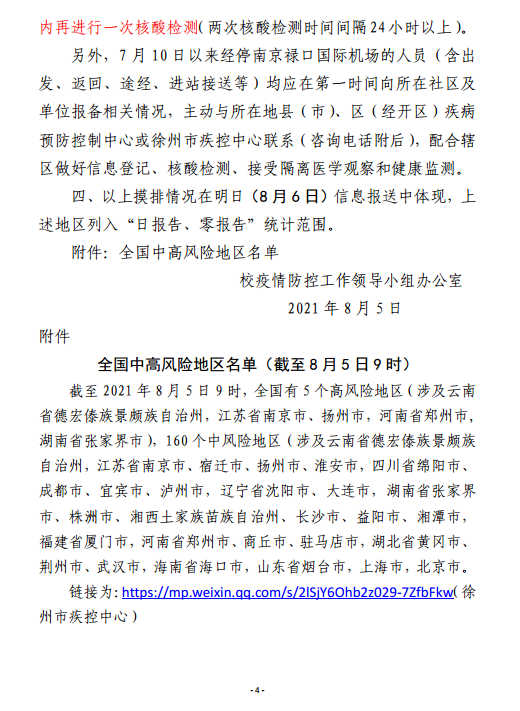 内再进行一次核酸检测（两次核酸检测时间间隔 24 小时以上）。
另外，7 月 10 日以来经停南京禄口国际机场的人员（含出
发、返回、途经、进站接送等）均应在第一时间向所在社区及
单位报备相关情况，主动与所在地县（市）、区（经开区）疾病
预防控制中心或徐州市疾控中心联系（咨询电话附后），配合辖
区做好信息登记、核酸检测、接受隔离医学观察和健康监测。
四、以上摸排情况在明日（8 月 6 日）信息报送中体现，上
述地区列入“日报告、零报告”统计范围。
附件：全国中高风险地区名单
校疫情防控工作领导小组办公室
2021 年 8 月 5 日
附件
全国中高风险地区名单（截至 8 月 5 日 9 时）
截至 2021 年 8 月 5 日 9 时，全国有 5 个高风险地区（涉及云南
省德宏傣族景颇族自治州，江苏省南京市、扬州市，河南省郑州市，
湖南省张家界市），160 个中风险地区（涉及云南省德宏傣族景颇族
自治州，江苏省南京市、宿迁市、扬州市、淮安市，四川省绵阳市、
成都市、宜宾市、泸州市，辽宁省沈阳市、大连市，湖南省张家界
市、株洲市、湘西土家族苗族自治州、长沙市、益阳市、湘潭市，
福建省厦门市，河南省郑州市、商丘市、驻马店市，湖北省黄冈市、
荆州市、武汉市，海南省海口市，山东省烟台市，上海市，北京市。
链接为：https://mp.weixin.qq.com/s/2lSjY6Ohb2z029-7ZfbFkw（徐
州市疾控中心）
- 4 -